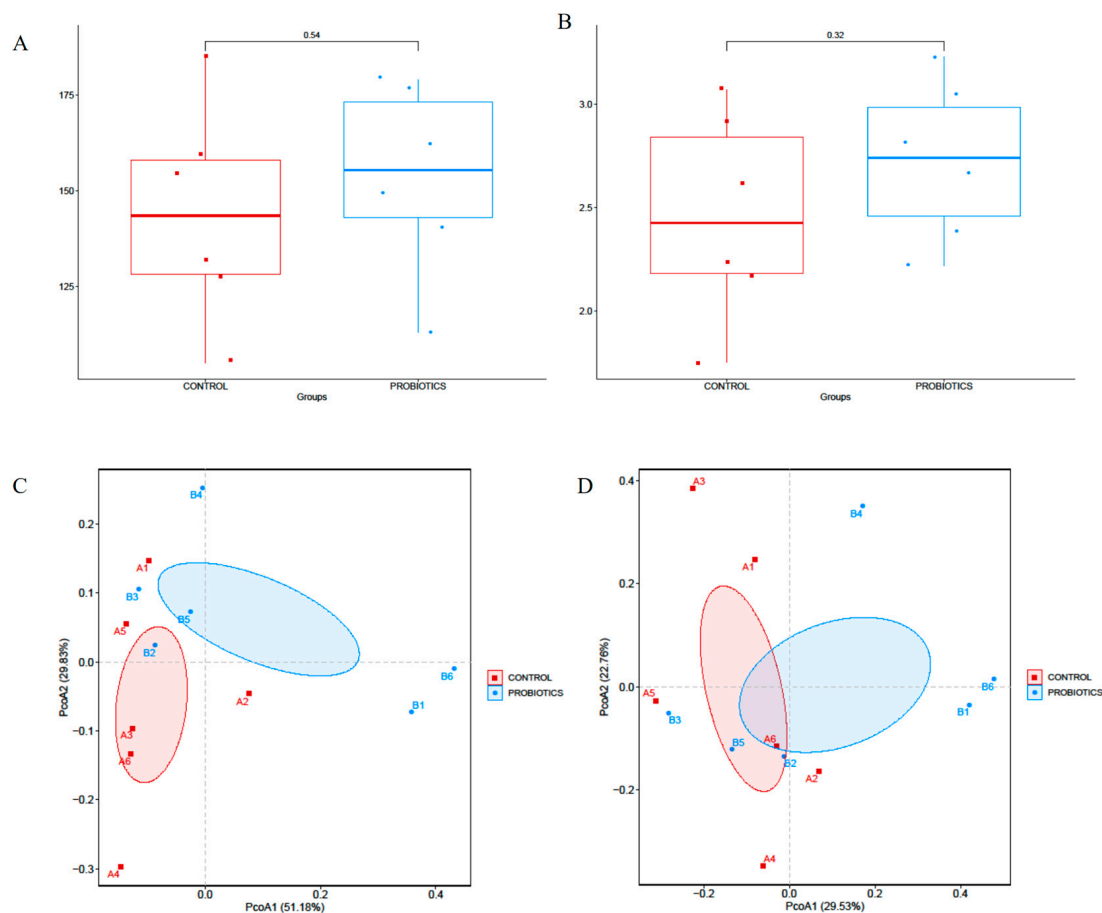 A
0.54
175
150
125
CONTROL
PROBIOTICS
Groups
B
0.32
3.0
2.5
2.0
CONTROL
PROBIOTICS
Groups
C
PcoA2 (29.83%)
0.2
0.1
0.0
−0.1
−0.2
−0.3
B4
A1
B3
B5
A5
B2
B6
A2
B1
A3
A6
A4
0.0
0.2
0.4
PcoA1 (51.18%)
CONTROL
PROBIOTICS
D
PcoA2 (22.76%)
0.4
0.2
0.0
−0.2
A3
B4
A1
A5
B6
B3
B1
A6
B5
B2
A2
A4
−0.2
0.0
0.2
0.4
PcoA1 (29.53%)
CONTROL
PROBIOTICS